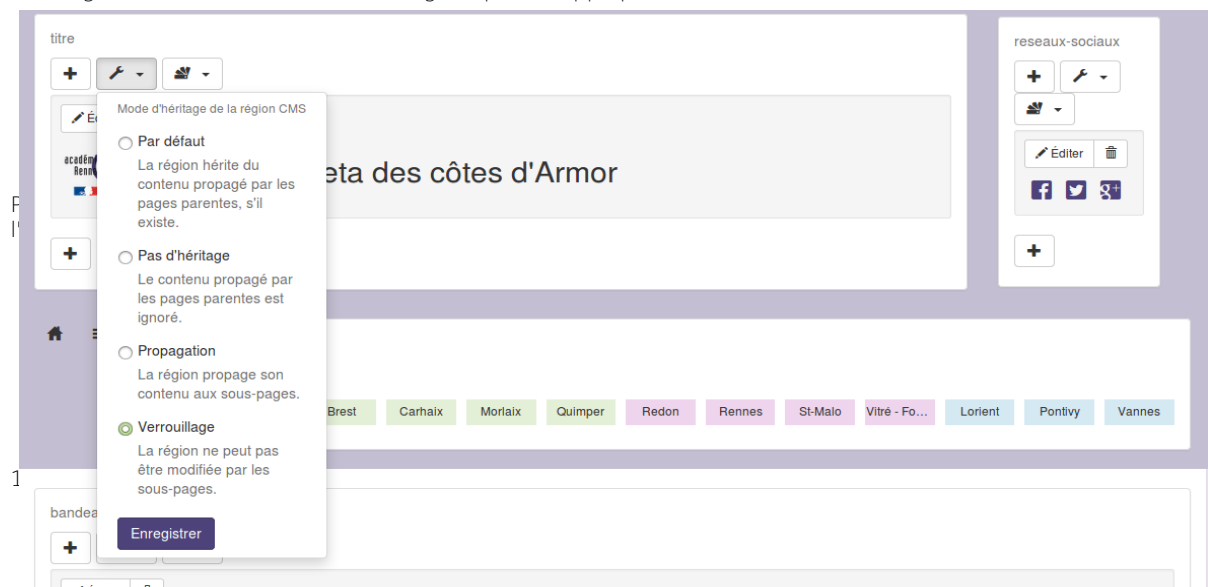 titre
reseaux-sociaux
Mode d'héritage de la région CMS
Par défaut
La région hérite du
contenu propagé par les
pages parentes, s'il
existe.
Pas d'héritage
Le contenu propagé par
les pages parentes est
ignoré.
Propagation
La région propage son
contenu aux sous-pages.
Verrouillage
La région ne peut pas
être modifiée par les
sous-pages.
Enregistrer
eta des côtes d'Armor
Éditer
Brest Carhaix Morlaix Quimper Redon Rennes St-Malo Vitré - Fo... Lorient Pontivy Vannes
1
bandea